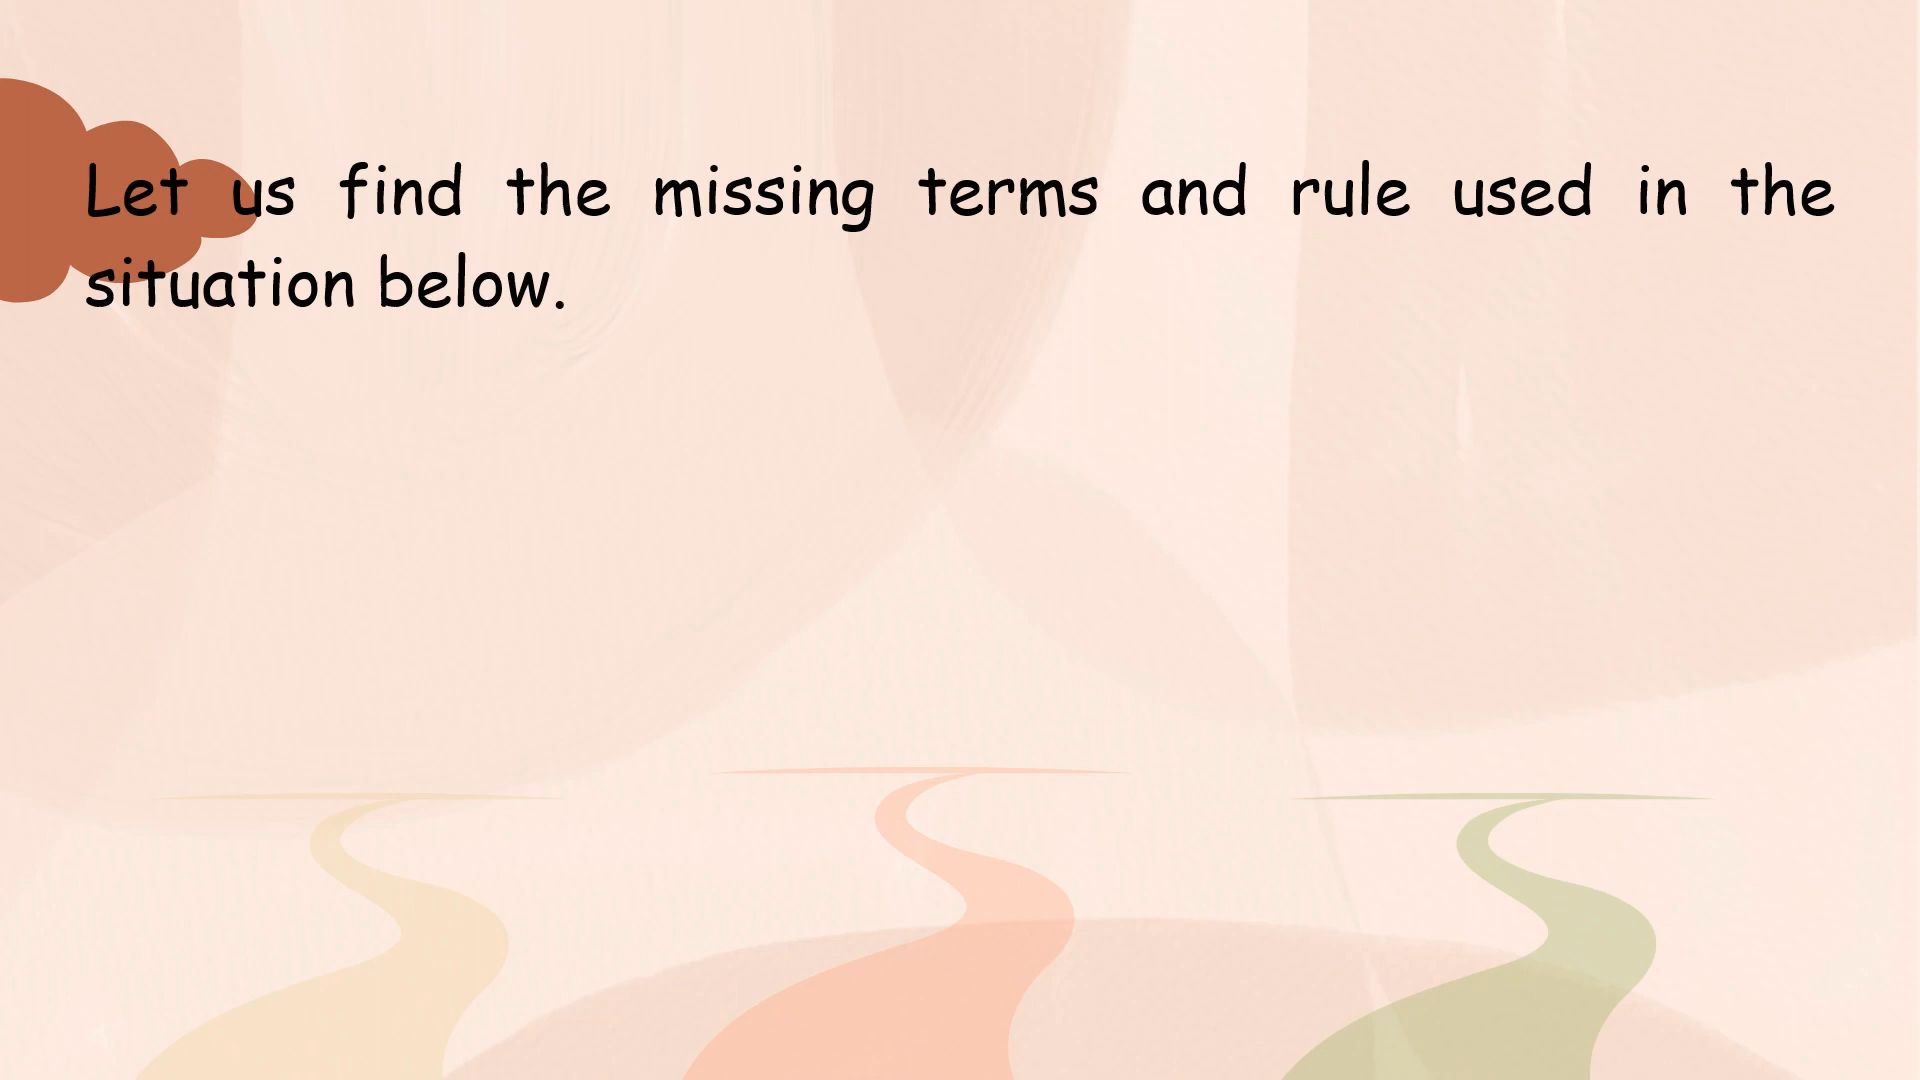 Let us find the missing terms and rule used in the
situation below.